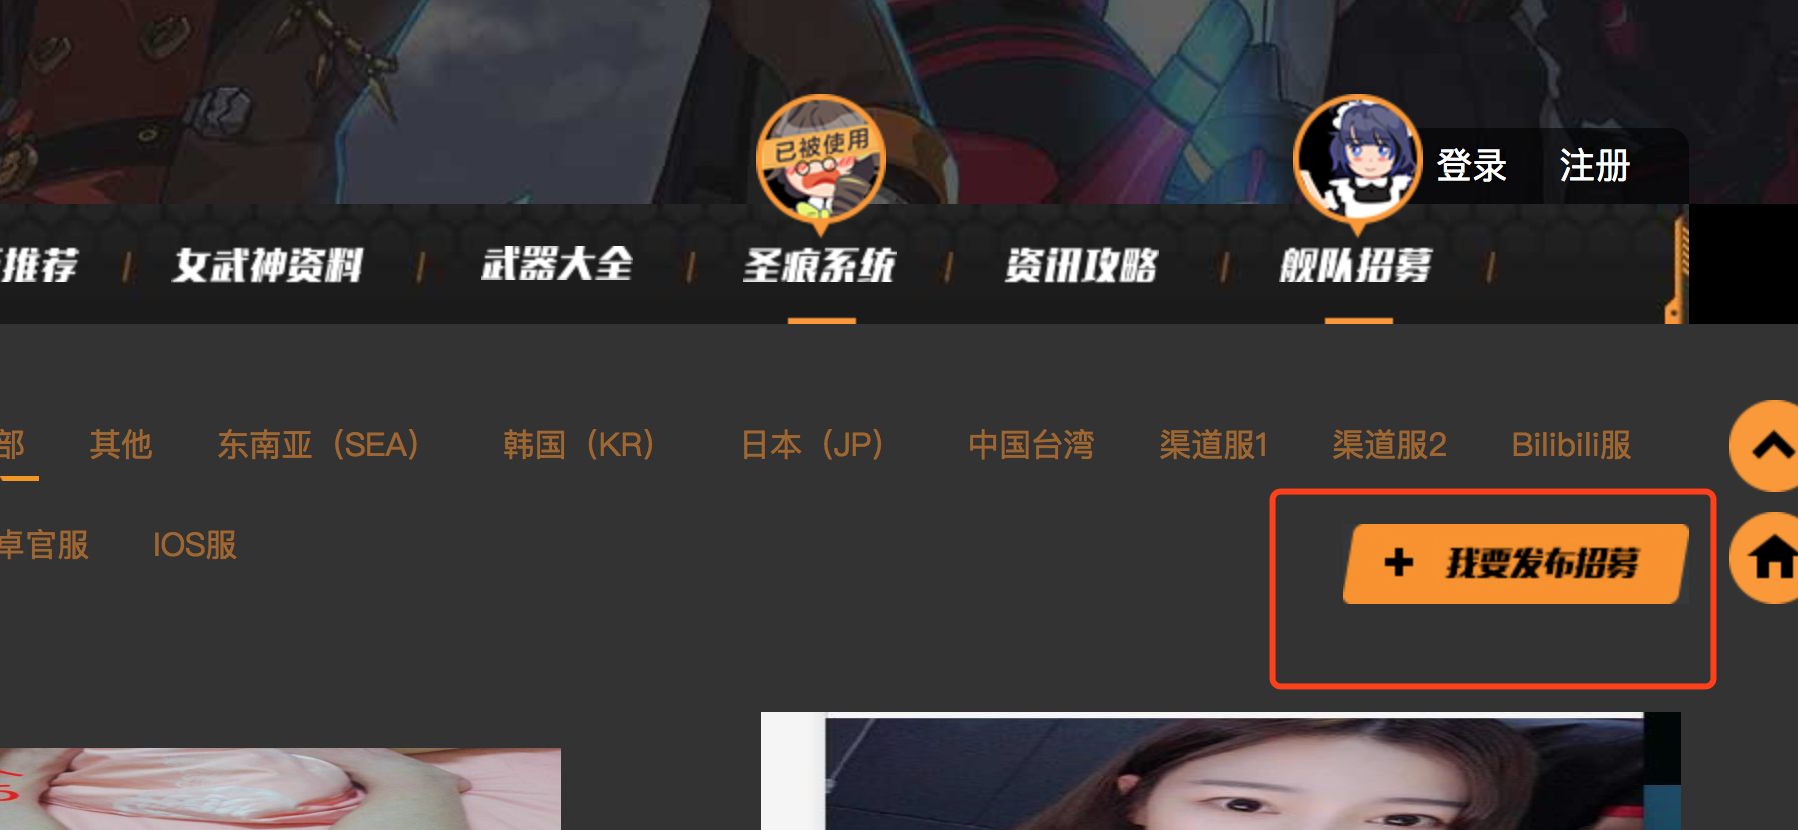 已被使用
登录 注册
推荐 女武神资料 武器大全 圣痕系统 资讯攻略 舰队招募
部 其他 东南亚（SEA） 韩国（KR） 日本（JP） 中国台湾 渠道服1 渠道服2 Bilibili服
卓官服 IOS服
+ 我要发布招募